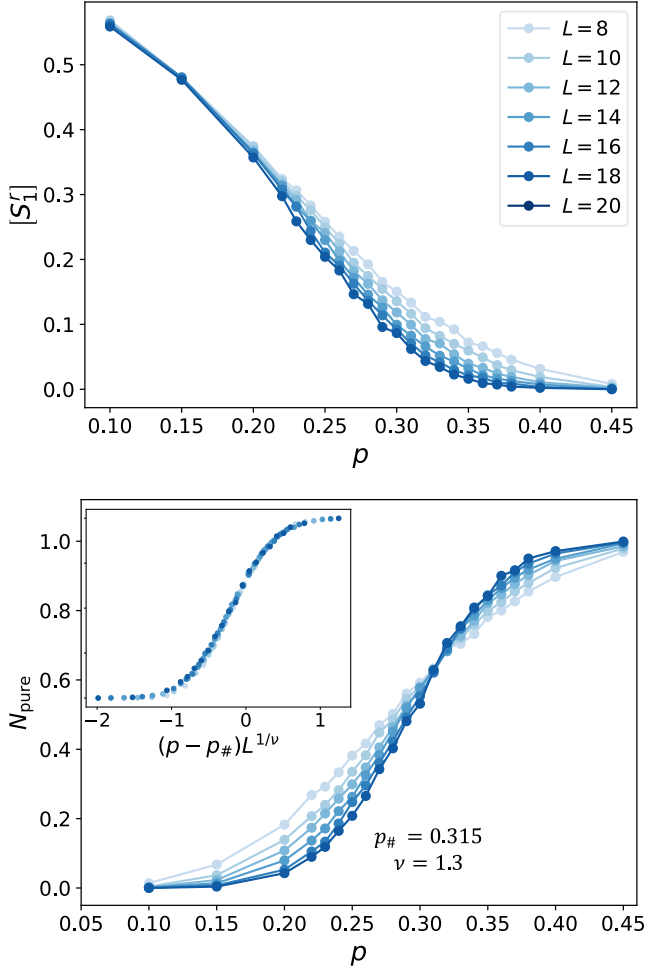 0.5
0.4
0.3
0.2
0.1
0.0
[S₁ʳ]
L = 8
L = 10
L = 12
L = 14
L = 16
L = 18
L = 20
0.10 0.15 0.20 0.25 0.30 0.35 0.40 0.45
p
1.0
0.8
0.6
0.4
0.2
0.0
N_pure
−2 −1 0 1
(p − p_#)L^{1/ν}
p_# = 0.315
ν = 1.3
0.05 0.10 0.15 0.20 0.25 0.30 0.35 0.40 0.45
p